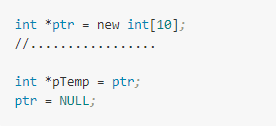 int *ptr = new int[10];
//.................
int *pTemp = ptr;
ptr = NULL;